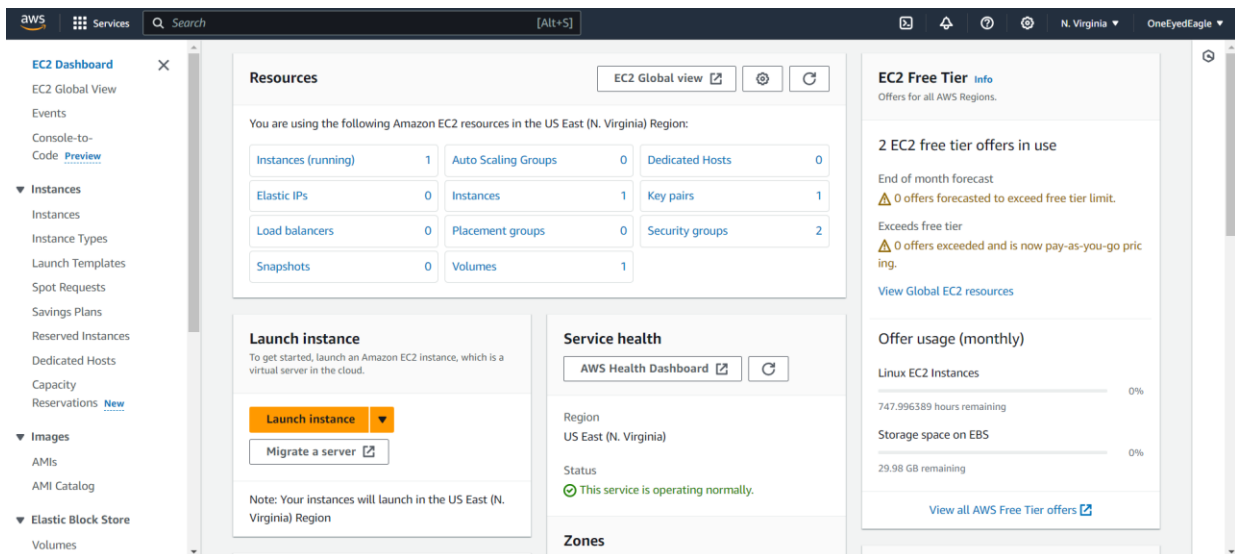 aws
Services
Search
[Alt+S]
N. Virginia
OneEyedEagle
EC2 Dashboard
EC2 Global View
Events
Console-to-
Code Preview
Instances
Instances
Instance Types
Launch Templates
Spot Requests
Savings Plans
Reserved Instances
Dedicated Hosts
Capacity
Reservations New
Images
AMIs
AMI Catalog
Elastic Block Store
Volumes
Resources
EC2 Global view
You are using the following Amazon EC2 resources in the US East (N. Virginia) Region:
Instances (running) 1
Auto Scaling Groups 0
Dedicated Hosts 0
Elastic IPs 0
Instances 1
Key pairs 1
Load balancers 0
Placement groups 0
Security groups 2
Snapshots 0
Volumes 1
Launch instance
To get started, launch an Amazon EC2 instance, which is a
virtual server in the cloud.
Launch instance
Migrate a server
Note: Your instances will launch in the US East (N.
Virginia) Region
Service health
AWS Health Dashboard
Region
US East (N. Virginia)
Status
This service is operating normally.
Zones
EC2 Free Tier Info
Offers for all AWS Regions.
2 EC2 free tier offers in use
End of month forecast
0 offers forecasted to exceed free tier limit.
Exceeds free tier
0 offers exceeded and is now pay-as-you-go pric
ing.
View Global EC2 resources
Offer usage (monthly)
Linux EC2 Instances
0%
747.996389 hours remaining
Storage space on EBS
0%
29.98 GB remaining
View all AWS Free Tier offers